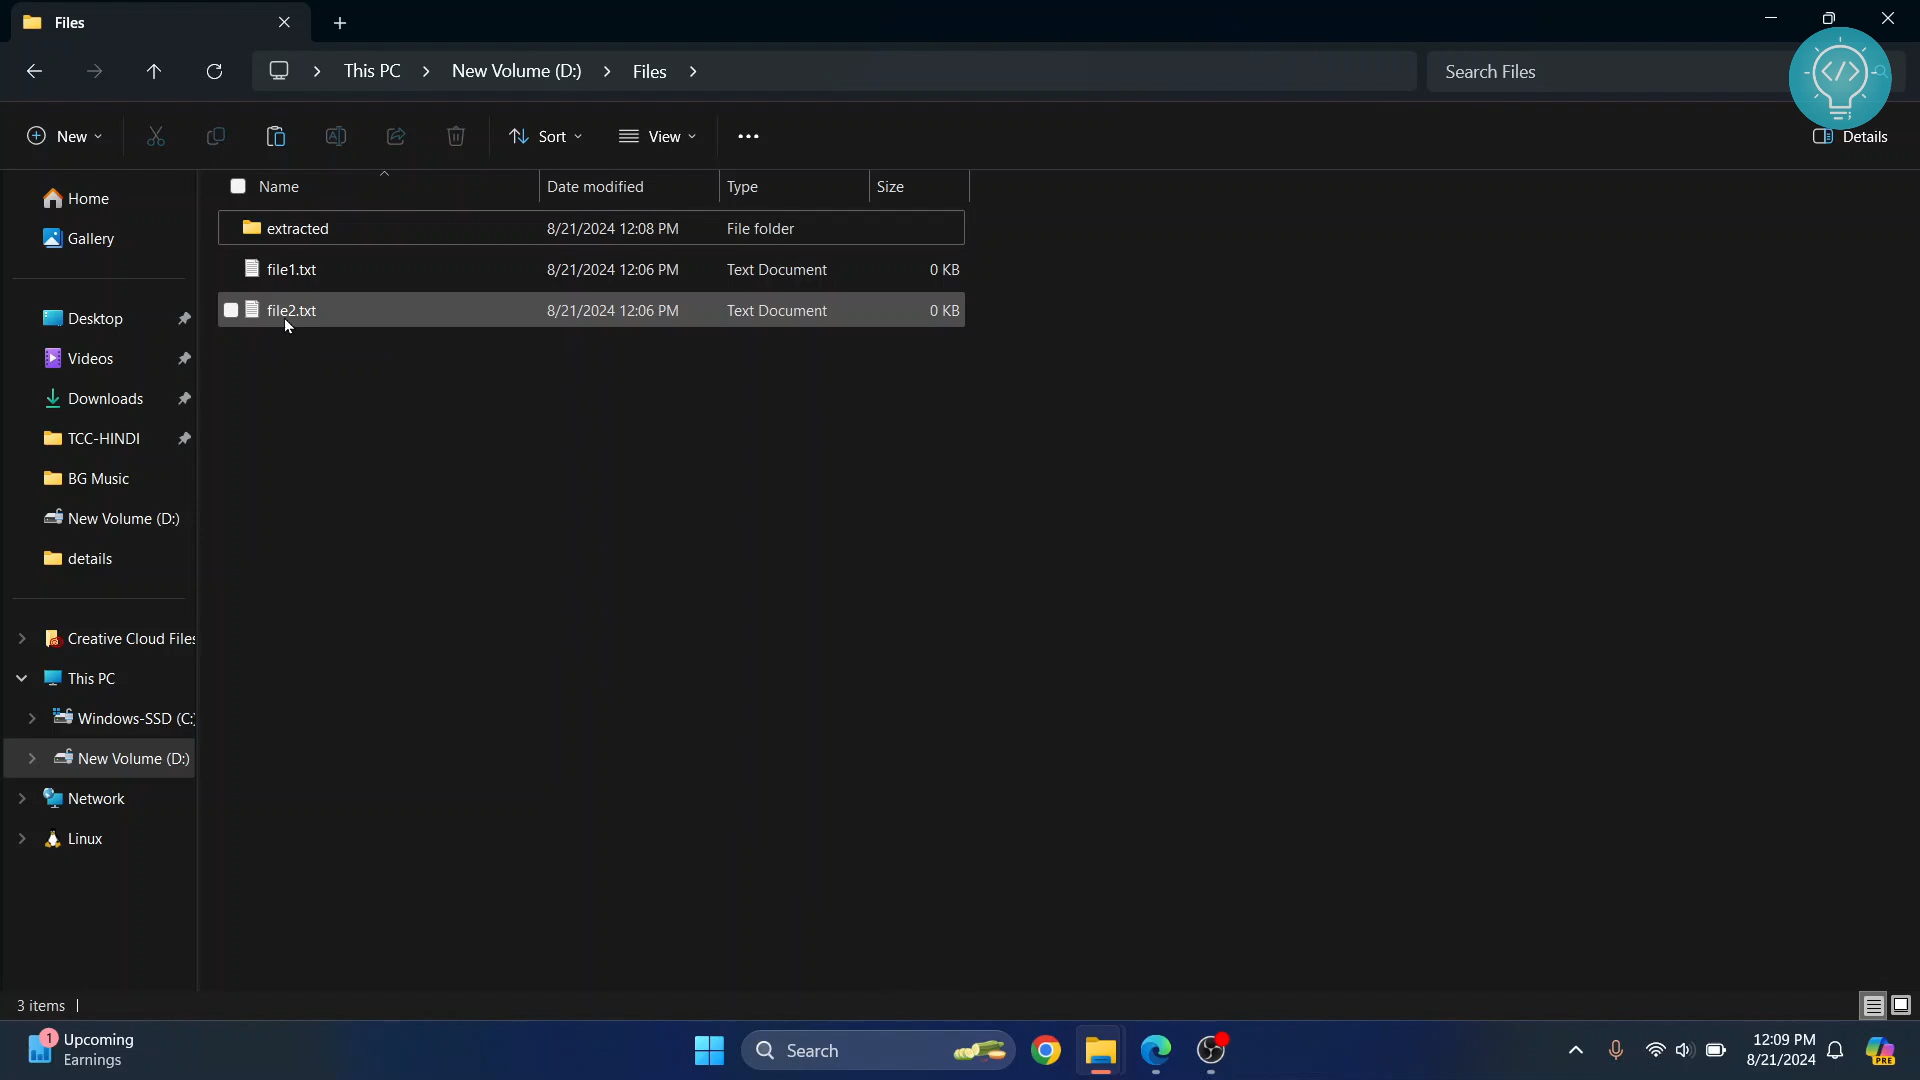 Files
This PC
New Volume (D:)
Files
Search Files
</>
New
Sort
View
Details
Name
Date modified
Type
Size
extracted 8/21/2024 12:08 PM File folder
file1.txt 8/21/2024 12:06 PM Text Document 0 KB
file2.txt 8/21/2024 12:06 PM Text Document 0 KB
Home
Gallery
Desktop
Videos
Downloads
TCC-HINDI
BG Music
New Volume (D:)
details
Creative Cloud Files
This PC
Windows-SSD (C:)
New Volume (D:)
Network
Linux
3 items
1
Upcoming
Earnings
Search
12:09 PM
8/21/2024
PRE